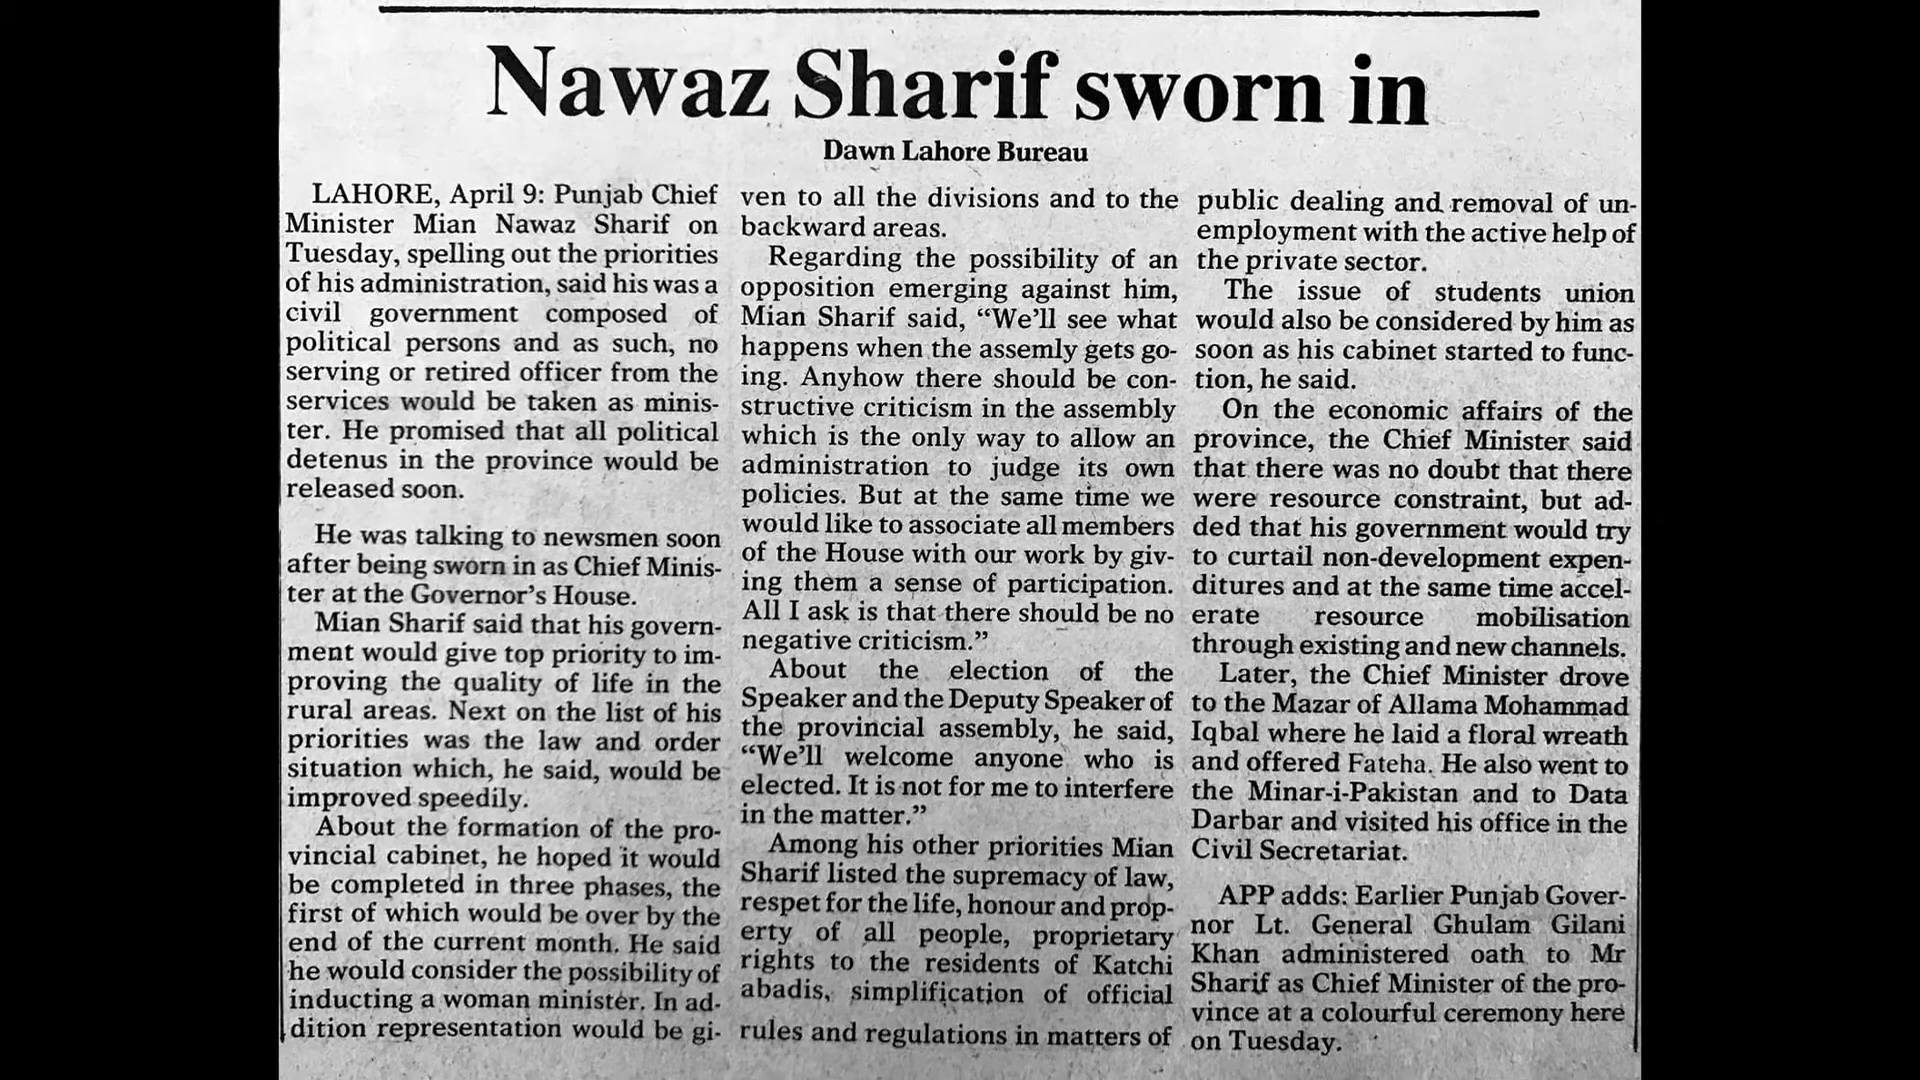 Nawaz Sharif sworn in
Dawn Lahore Bureau
LAHORE, April 9: Punjab Chief
Minister Mian Nawaz Sharif on
Tuesday, spelling out the priorities
of his administration, said his was a
civil government composed of
political persons and as such, no
serving or retired officer from the
services would be taken as minis-
ter. He promised that all political
detenus in the province would be
released soon.
He was talking to newsmen soon
after being sworn in as Chief Minis-
ter at the Governor's House.
Mian Sharif said that his govern-
ment would give top priority to im-
proving the quality of life in the
rural areas. Next on the list of his
priorities was the law and order
situation which, he said, would be
improved speedily.
About the formation of the pro-
vincial cabinet, he hoped it would
be completed in three phases, the
first of which would be over by the
end of the current month. He said
he would consider the possibility of
inducting a woman minister. In ad-
dition representation would be gi-
ven to all the divisions and to the
backward areas.
Regarding the possibility of an
opposition emerging against him,
Mian Sharif said, “We'll see what
happens when the assemly gets go-
ing. Anyhow there should be con-
structive criticism in the assembly
which is the only way to allow an
administration to judge its own
policies. But at the same time we
would like to associate all members
of the House with our work by giv-
ing them a sense of participation.
All I ask is that there should be no
negative criticism.”
About the election of the
Speaker and the Deputy Speaker of
the provincial assembly, he said,
“We'll welcome anyone who is
elected. It is not for me to interfere
in the matter.”
Among his other priorities Mian
Sharif listed the supremacy of law,
respet for the life, honour and prop-
erty of all people, proprietary
rights to the residents of Katchi
abadis, simplification of official
rules and regulations in matters of
public dealing and removal of un-
employment with the active help of
the private sector.
The issue of students union
would also be considered by him as
soon as his cabinet started to func-
tion, he said.
On the economic affairs of the
province, the Chief Minister said
that there was no doubt that there
were resource constraint, but ad-
ded that his government would try
to curtail non-development expen-
ditures and at the same time accel-
erate resource mobilisation
through existing and new channels.
Later, the Chief Minister drove
to the Mazar of Allama Mohammad
Iqbal where he laid a floral wreath
and offered Fateha. He also went to
the Minar-i-Pakistan and to Data
Darbar and visited his office in the
Civil Secretariat.
APP adds: Earlier Punjab Gover-
nor Lt. General Ghulam Gilani
Khan administered oath to Mr
Sharif as Chief Minister of the pro-
vince at a colourful ceremony here
on Tuesday.